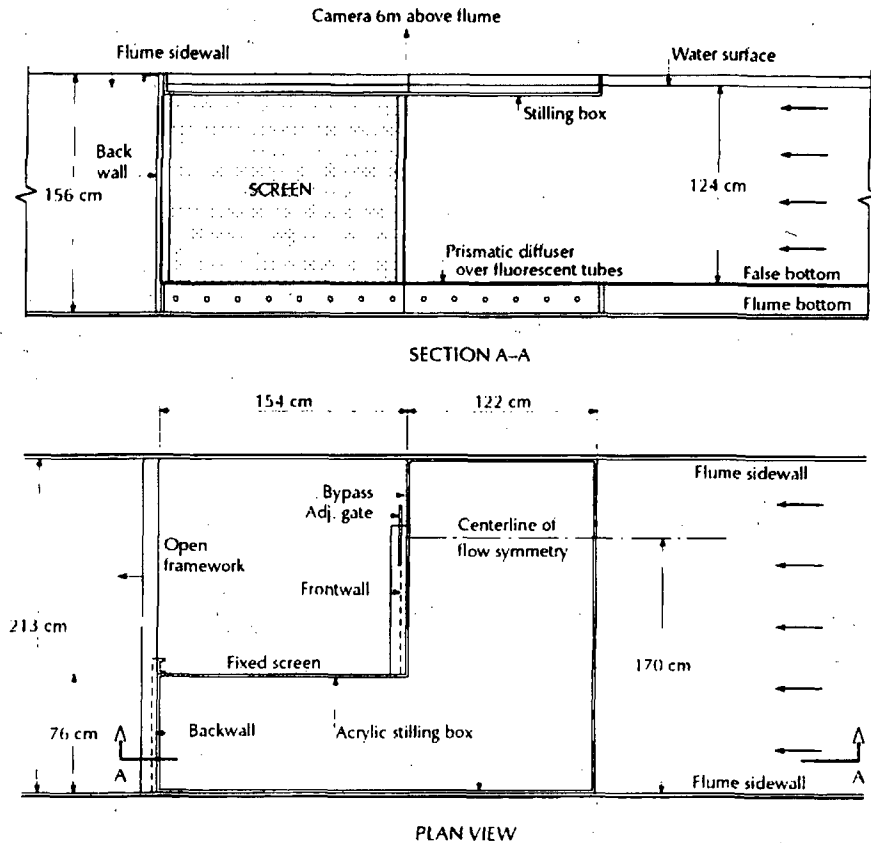 Camera 6m above flume
Flume sidewall
Water surface
Stilling box
Back
wall
156 cm
SCREEN
124 cm
Prismatic diffuser
over fluorescent tubes
False bottom
Flume bottom
SECTION A–A
154 cm
122 cm
Flume sidewall
Bypass
Adj. gate
Centerline of
flow symmetry
Open
framework
Frontwall
213 cm
Fixed screen
170 cm
76 cm
Backwall
Acrylic stilling box
A
A
Flume sidewall
PLAN VIEW